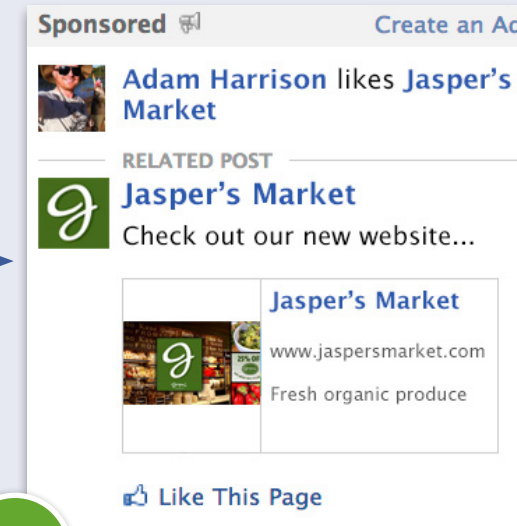 Sponsored Create an Ad
Adam Harrison likes Jasper's
Market
RELATED POST
Jasper's Market
Check out our new website...
Jasper's Market
www.jaspersmarket.com
Fresh organic produce
Like This Page